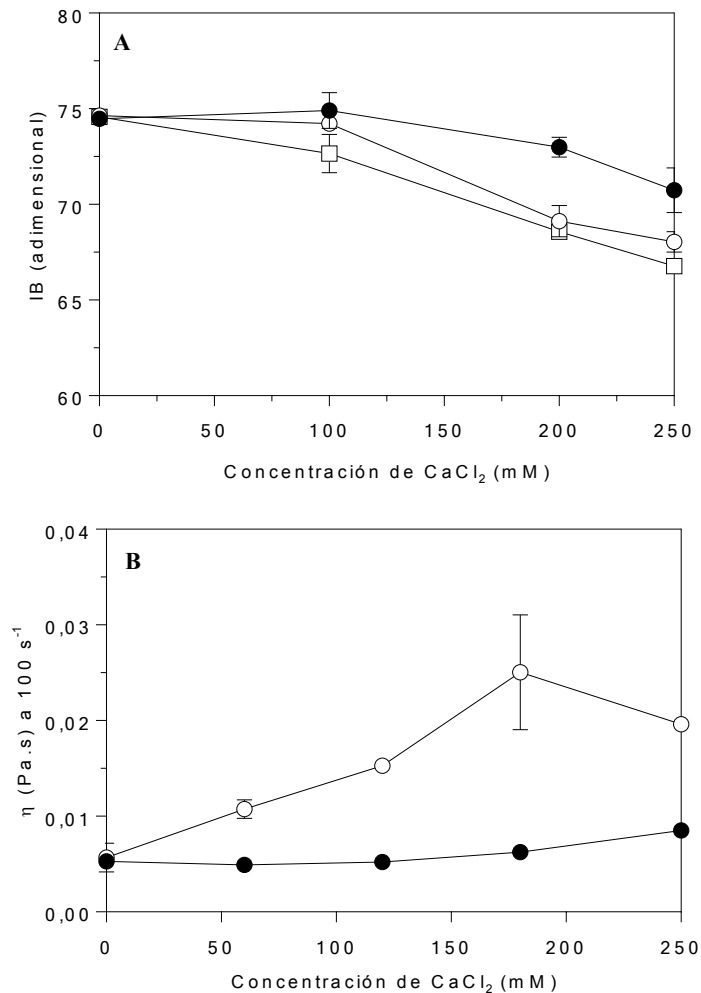 A
80
75
70
65
60
IB (adimensional)
0 50 100 150 200 250
Concentración de CaCl₂ (mM)
B
0,04
0,03
0,02
0,01
0,00
η (Pa.s) a 100 s⁻¹
0 50 100 150 200 250
Concentración de CaCl₂ (mM)